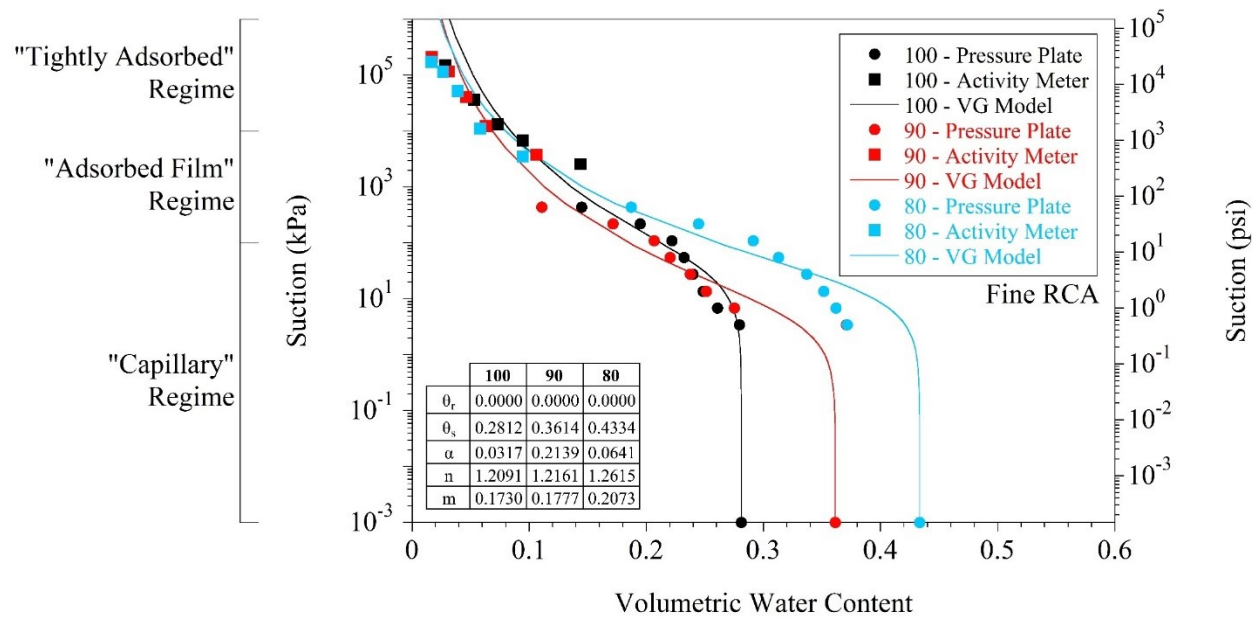 "Tightly Adsorbed"
Regime
"Adsorbed Film"
Regime
"Capillary"
Regime
Suction (kPa)
10^5
10^3
10^1
10^-1
10^-3
100 - Pressure Plate
100 - Activity Meter
100 - VG Model
90 - Pressure Plate
90 - Activity Meter
90 - VG Model
80 - Pressure Plate
80 - Activity Meter
80 - VG Model
Fine RCA
100 90 80
θr 0.0000 0.0000 0.0000
θs 0.2812 0.3614 0.4334
α 0.0317 0.2139 0.0641
n 1.2091 1.2161 1.2615
m 0.1730 0.1777 0.2073
10^5
10^4
10^3
10^2
10^1
10^0
10^-1
10^-2
10^-3
Suction (psi)
0 0.1 0.2 0.3 0.4 0.5 0.6
Volumetric Water Content